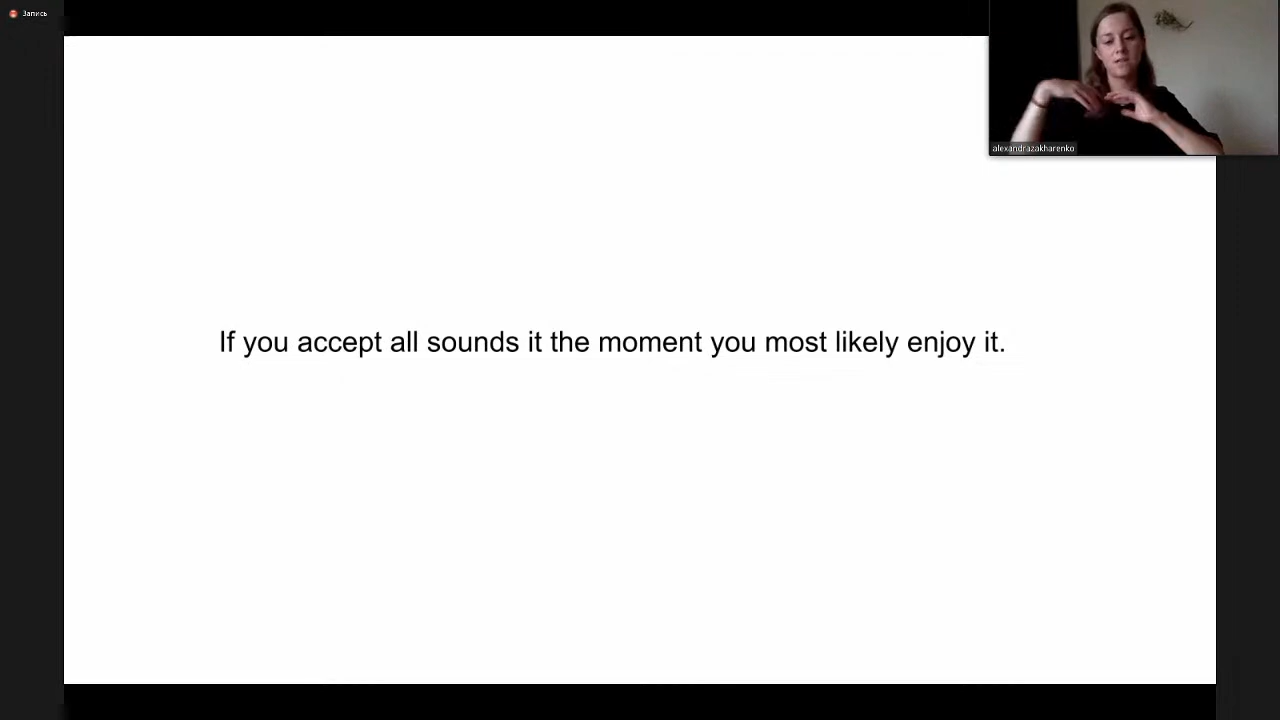 Запись
alexandrazakharenko
If you accept all sounds it the moment you most likely enjoy it.